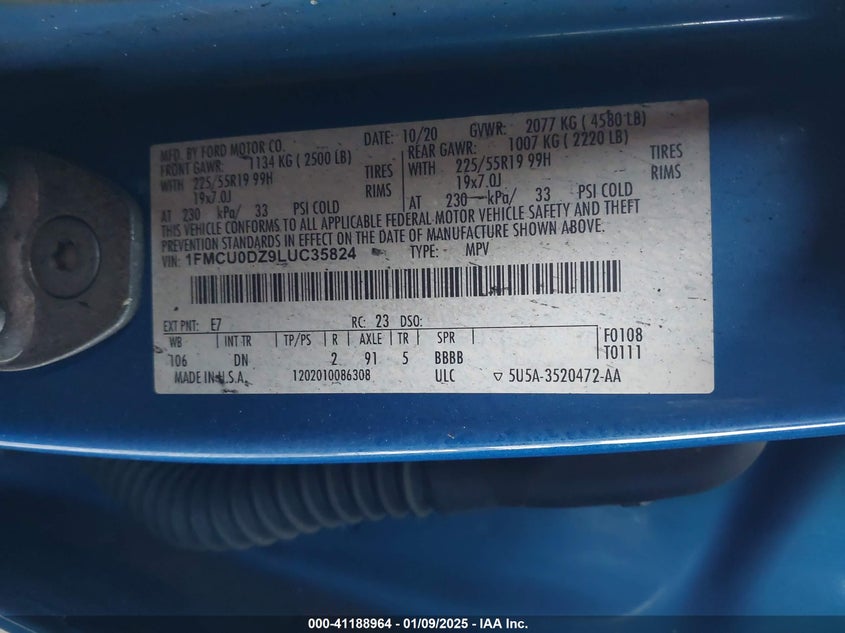 MFD. BY FORD MOTOR CO. DATE: 10/20 GVWR: 2077 KG ( 4580 LB)
FRONT GAWR: 1134 KG ( 2500 LB) REAR GAWR: 1007 KG ( 2220 LB)
WITH 225/55R19 99H TIRES WITH 225/55R19 99H TIRES
19x7.0J RIMS 19x7.0J RIMS
AT 230 kPa/ 33 PSI COLD AT 230 kPa/ 33 PSI COLD
THIS VEHICLE CONFORMS TO ALL APPLICABLE FEDERAL MOTOR VEHICLE SAFETY AND THEFT
PREVENTION STANDARDS IN EFFECT ON THE DATE OF MANUFACTURE SHOWN ABOVE.
VIN: 1FMCU0DZ9LUC35824 TYPE: MPV
EXT PNT: E7 RC: 23 DSO:
WB INT TR TP/PS R AXLE TR SPR F0108
106 DN 2 91 5 BBBB T0111
MADE IN U.S.A. 1202010086308 ULC ▽ 5U5A-3520472-AA
000-41188964 / 01/09/2025 / © IAA, Inc.